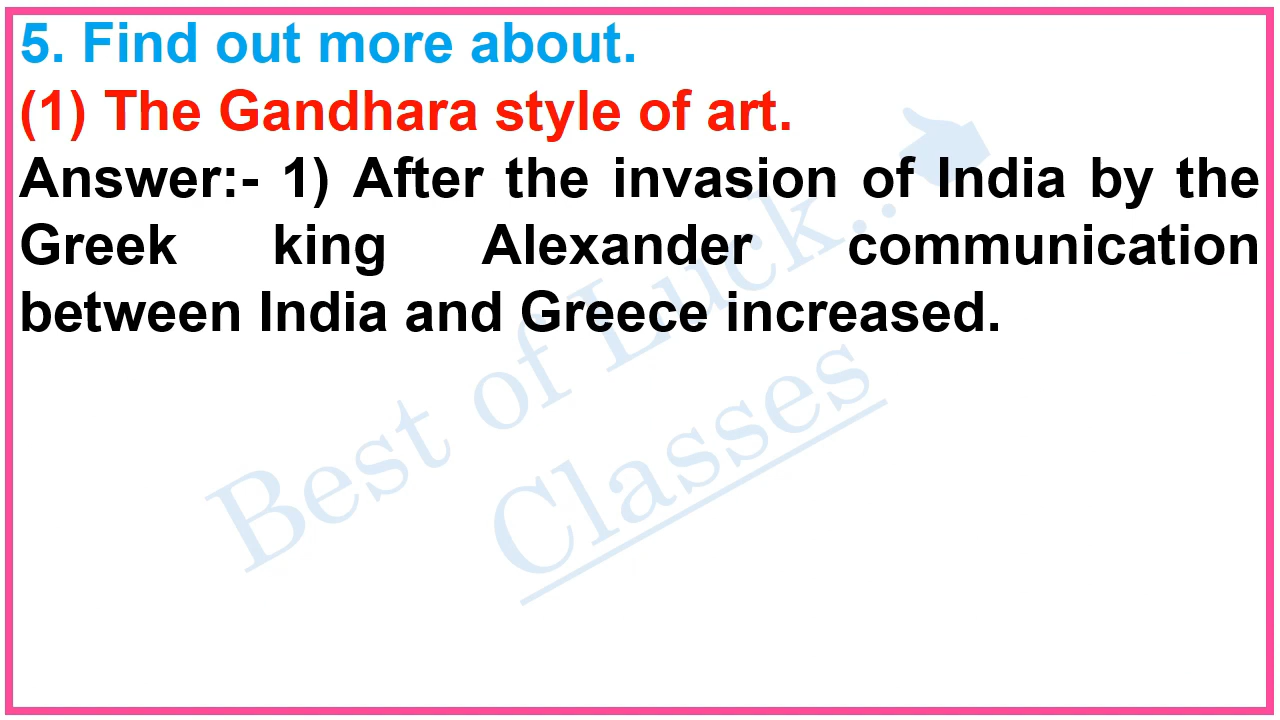 5. Find out more about.
(1) The Gandhara style of art.
Answer:- 1) After the invasion of India by the
Greek king Alexander communication
between India and Greece increased.
Best of Luck..
Classes